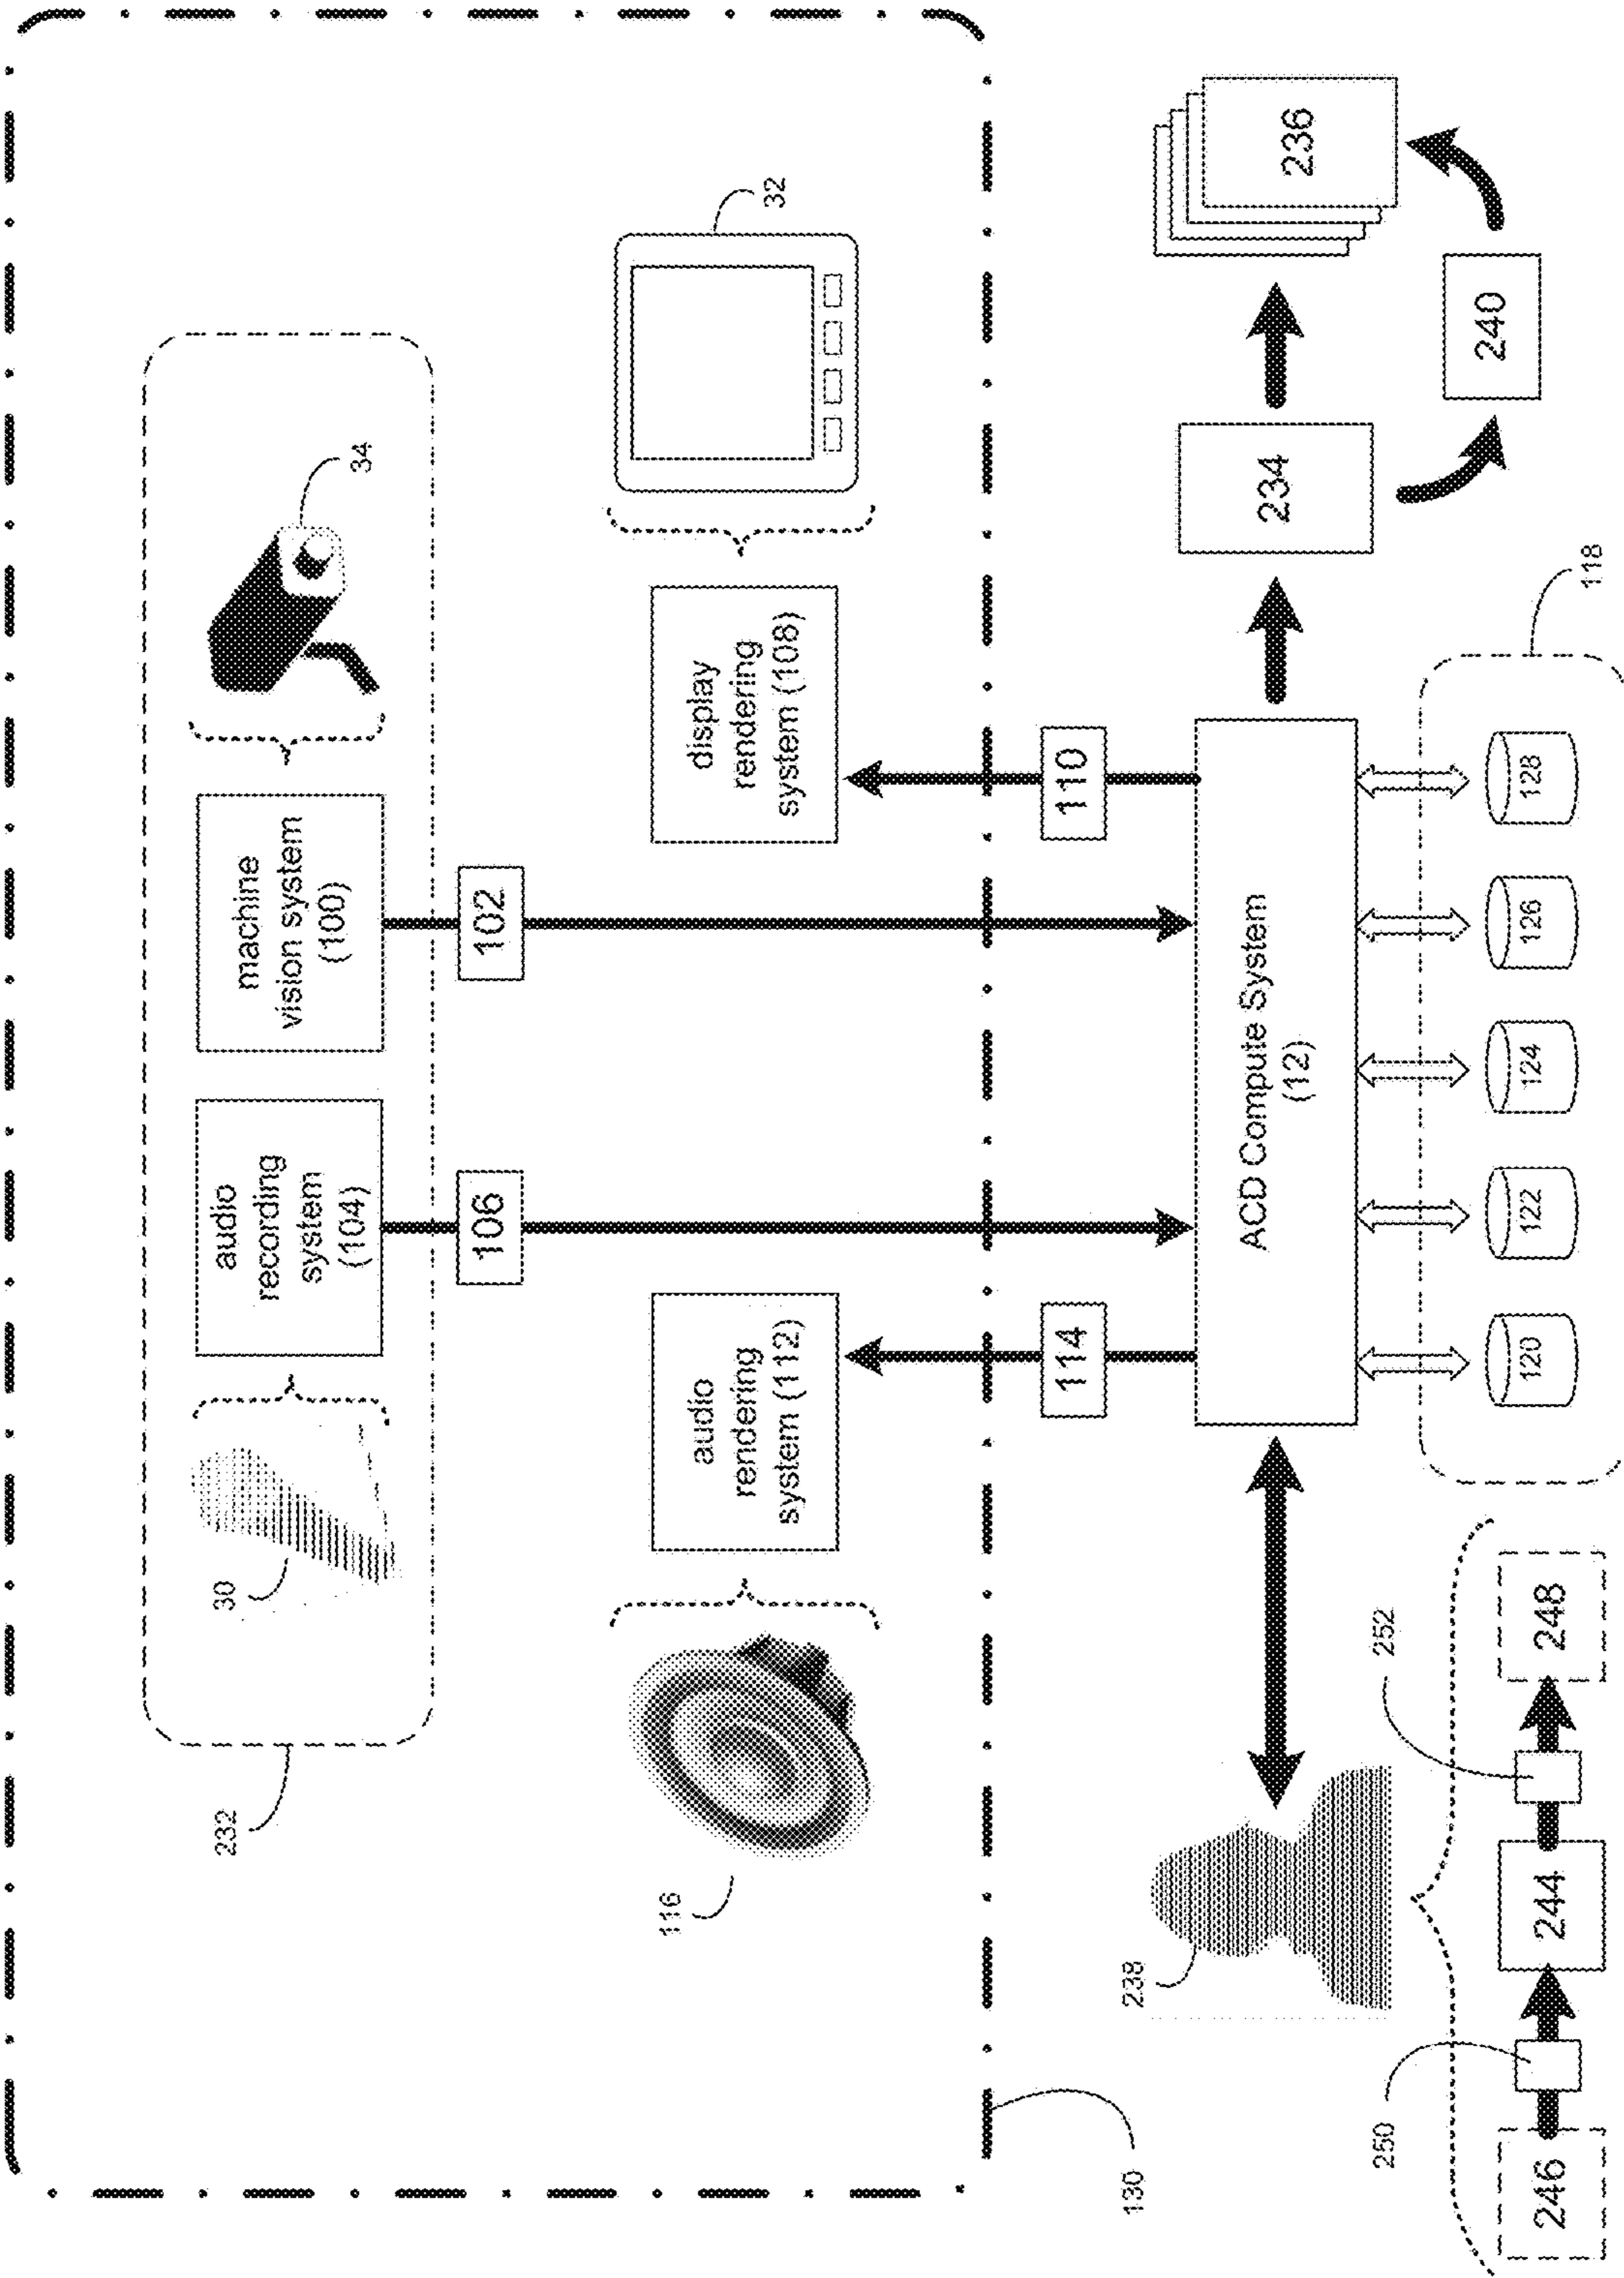 232
30
audio
recording
system
(104)
machine
vision system
(100)
34
106
102
116
audio
rendering
system (112)
display
rendering
system (108)
32
130
114
110
238
ACD Compute System
(12)
234
236
240
118
120
122
124
126
128
250
252
246
244
248